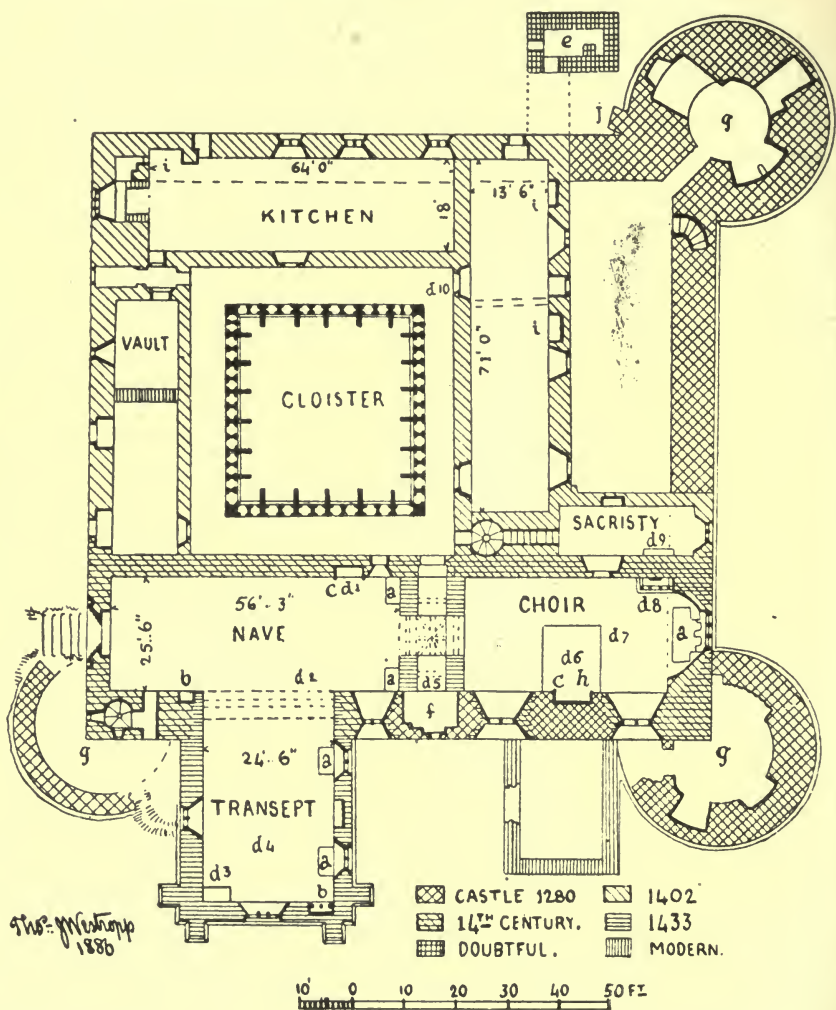 e
j
g
i
64' 0"
KITCHEN
18'
13' 6"
i
d10
i
VAULT
71' 0"
CLOISTER
SACRISTY
d9
c d1
a
56'.. 3"
NAVE
25'.. 6"
CHOIR
d8
a
d7
d6
c h
b
d2
a
d5
f
g
g
24'.. 6"
a
TRANSEPT
d4
a
d3
b
CASTLE 1280
1402
14TH CENTURY.
1433
DOUBTFUL.
MODERN.
Thos. J Westropp
1886
10' 0 10 20 30 40 50 FT